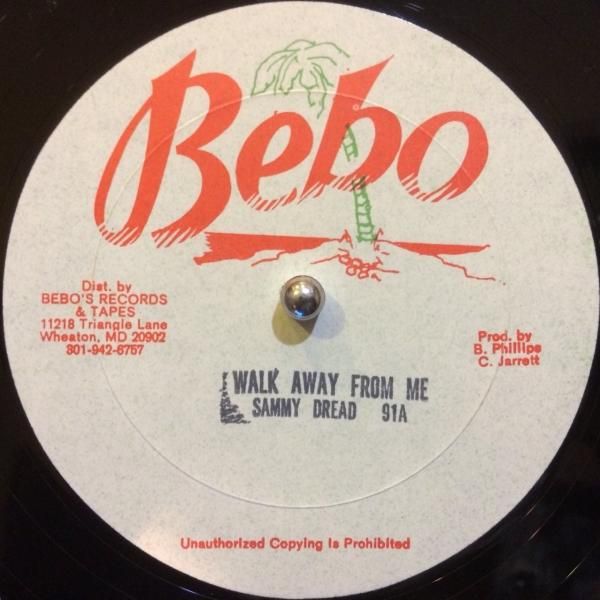 Bebo
Dist. by
BEBO'S RECORDS
& TAPES
11218 Triangle Lane
Wheaton, MD 20902
301-942-6757
Prod. by
B. Phillips
C. Jarrett
WALK AWAY FROM ME
SAMMY DREAD 91A
Unauthorized Copying Is Prohibited